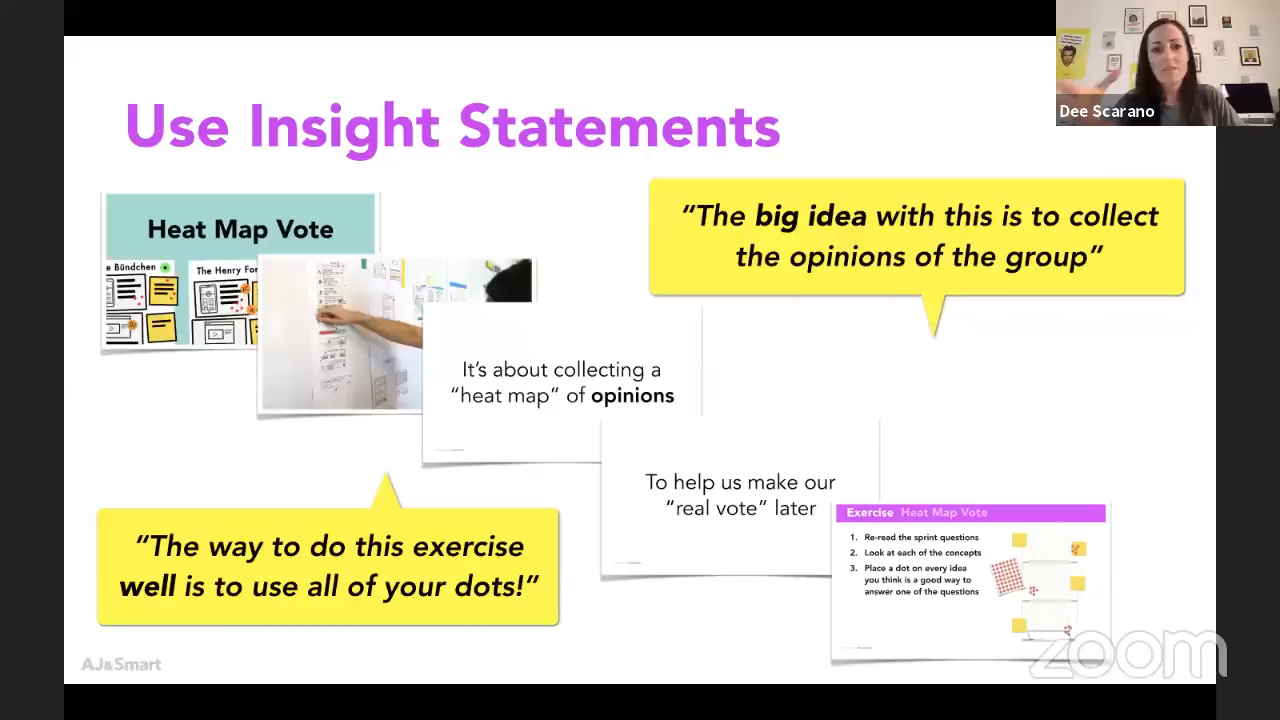 Dee Scarano
Use Insight Statements
Heat Map Vote
e Bündchen
The Henry For
“The big idea with this is to collect
the opinions of the group”
It’s about collecting a
“heat map” of opinions
To help us make our
“real vote” later
“The way to do this exercise
well is to use all of your dots!”
Exercise Heat Map Vote
1. Re-read the sprint questions
2. Look at each of the concepts
3. Place a dot on every idea
you think is a good way to
answer one of the questions
AJ&Smart
zoom